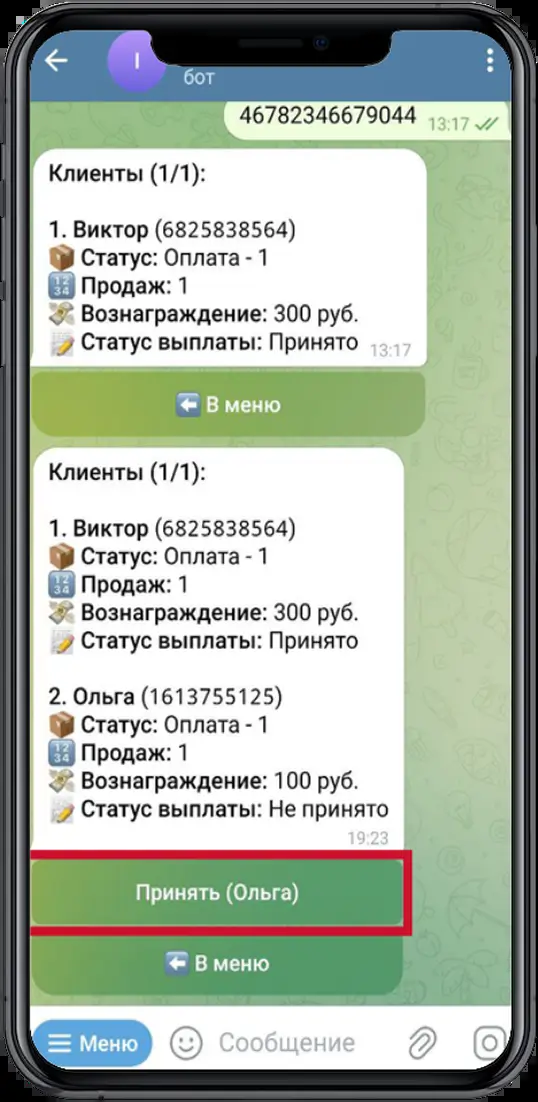 I
бот
46782346679044
13:17
Клиенты (1/1):
1. Виктор (6825838564)
Статус: Оплата - 1
Продаж: 1
Вознаграждение: 300 руб.
Статус выплаты: Принято
13:17
В меню
Клиенты (1/1):
1. Виктор (6825838564)
Статус: Оплата - 1
Продаж: 1
Вознаграждение: 300 руб.
Статус выплаты: Принято
2. Ольга (1613755125)
Статус: Оплата - 1
Продаж: 1
Вознаграждение: 100 руб.
Статус выплаты: Не принято
19:23
Принять (Ольга)
В меню
Меню
Сообщение